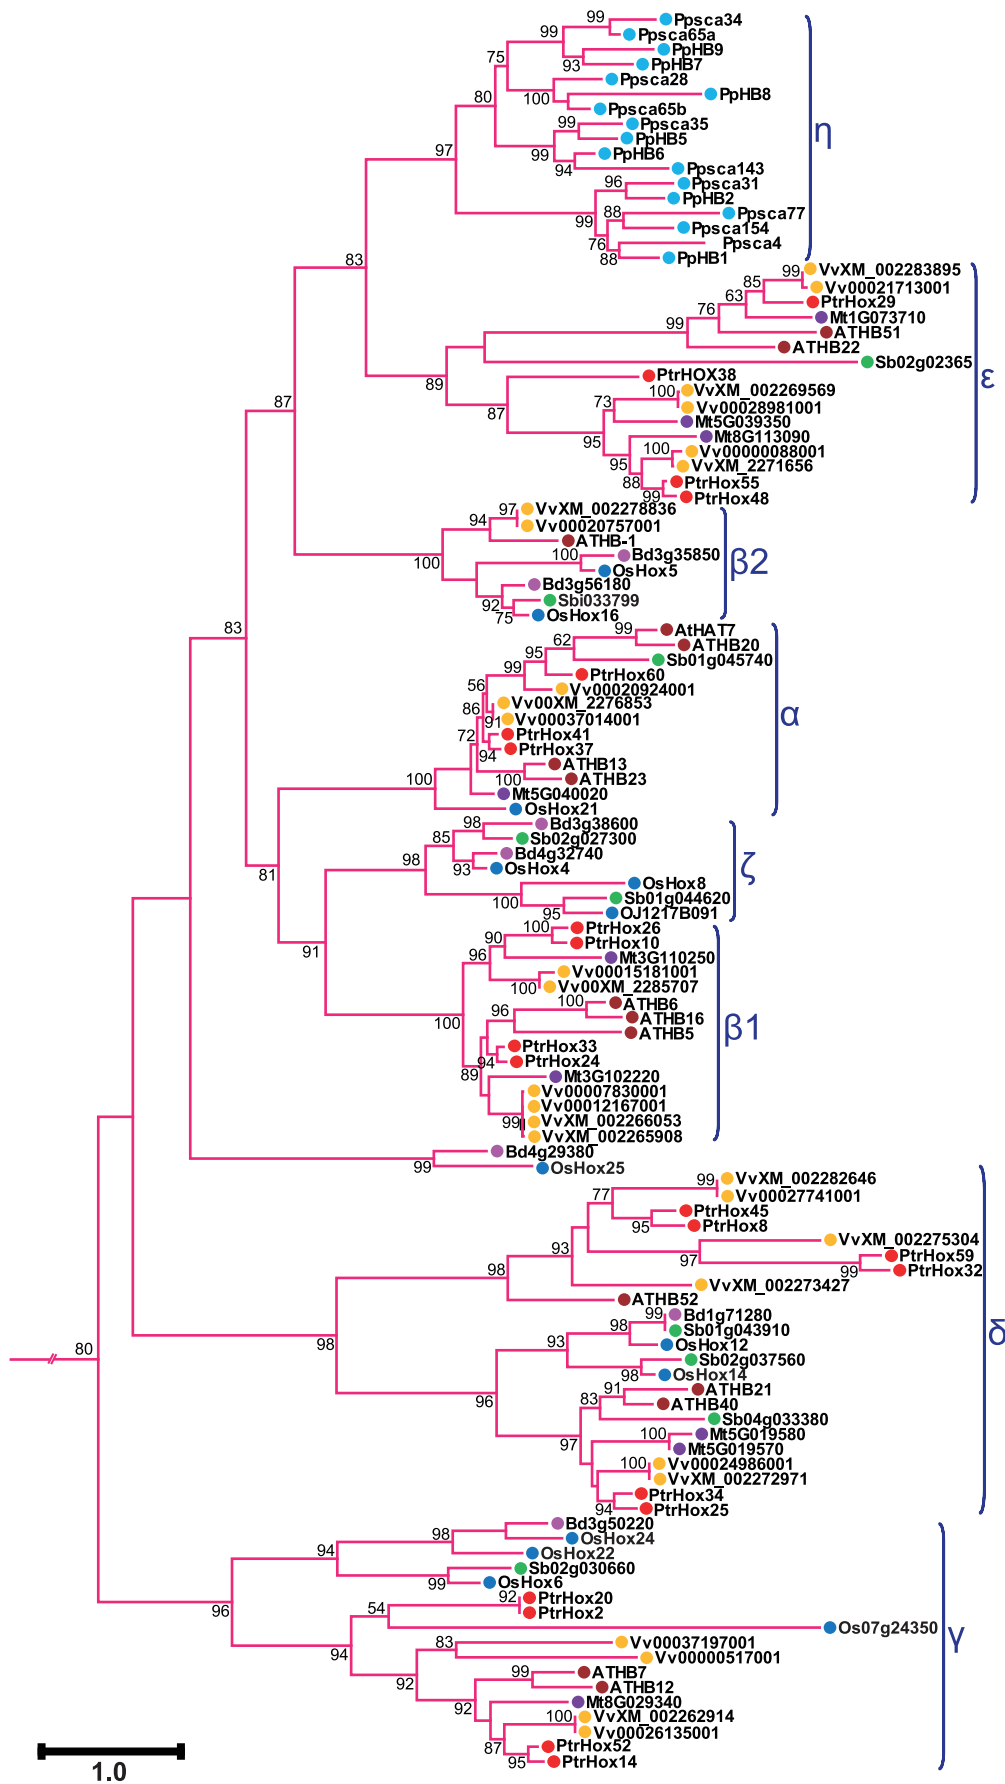 99 Ppsca34
99 Ppsca65a
PpHB9
75 93 PpHB7
Ppsca28
80 100 PpHB8
Ppsca65b
99 Ppsca35
η
PpHB5
97 99 PpHB6
94 Ppsca143
96 Ppsca31
PpHB2
99 88 Ppsca77
Ppsca154
76 Ppsca4
83 88 PpHB1
99 VvXM_002283895
85 Vv00021713001
63 PtrHox29
76 Mt1G073710
99 ATHB51
ATHB22
Sb02g02365
ε
89 PtrHOX38
100 VvXM_002269569
87 73 Vv00028981001
87 Mt5G039350
95 Mt8G113090
100 Vv00000088001
95 VvXM_2271656
88 PtrHox55
99 PtrHox48
97 VvXM_002278836
94 Vv00020757001
ATHB-1
100 100 Bd3g35850
β2
OsHox5
Bd3g56180
92 Sbi033799
75 OsHox16
83 99 AtHAT7
62 ATHB20
95 Sb01g045740
99 PtrHox60
56 Vv00020924001
86 Vv00XM_2276853
91 Vv00037014001
α
72 PtrHox41
94 PtrHox37
ATHB13
100 100 ATHB23
Mt5G040020
OsHox21
98 Bd3g38600
85 Sb02g027300
98 Bd4g32740
81 93 OsHox4
ζ
OsHox8
100 Sb01g044620
95 OJ1217B091
100 PtrHox26
91 90 PtrHox10
96 Mt3G110250
Vv00015181001
100 Vv00XM_2285707
100 ATHB6
100 96 ATHB16
ATHB5
β1
PtrHox33
94 PtrHox24
89 Mt3G102220
Vv00007830001
Vv00012167001
99 VvXM_002266053
VvXM_002265908
Bd4g29380
99 OsHox25
99 VvXM_002282646
77 Vv00027741001
PtrHox45
95 PtrHox8
93 VvXM_002275304
97 PtrHox59
98 99 PtrHox32
VvXM_002273427
ATHB52
99 Bd1g71280
98 Sb01g043910
δ
98 93 OsHox12
80 Sb02g037560
98 OsHox14
91 ATHB21
96 83 ATHB40
Sb04g033380
97 100 Mt5G019580
Mt5G019570
100 Vv00024986001
VvXM_002272971
PtrHox34
94 PtrHox25
Bd3g50220
98 OsHox24
94 OsHox22
Sb02g030660
99 OsHox6
96 92 PtrHox20
54 PtrHox2
Os07g24350
γ
94 83 Vv00037197001
Vv00000517001
92 99 ATHB7
ATHB12
92 Mt8G029340
100 VvXM_002262914
Vv00026135001
87 PtrHox52
95 PtrHox14
1.0